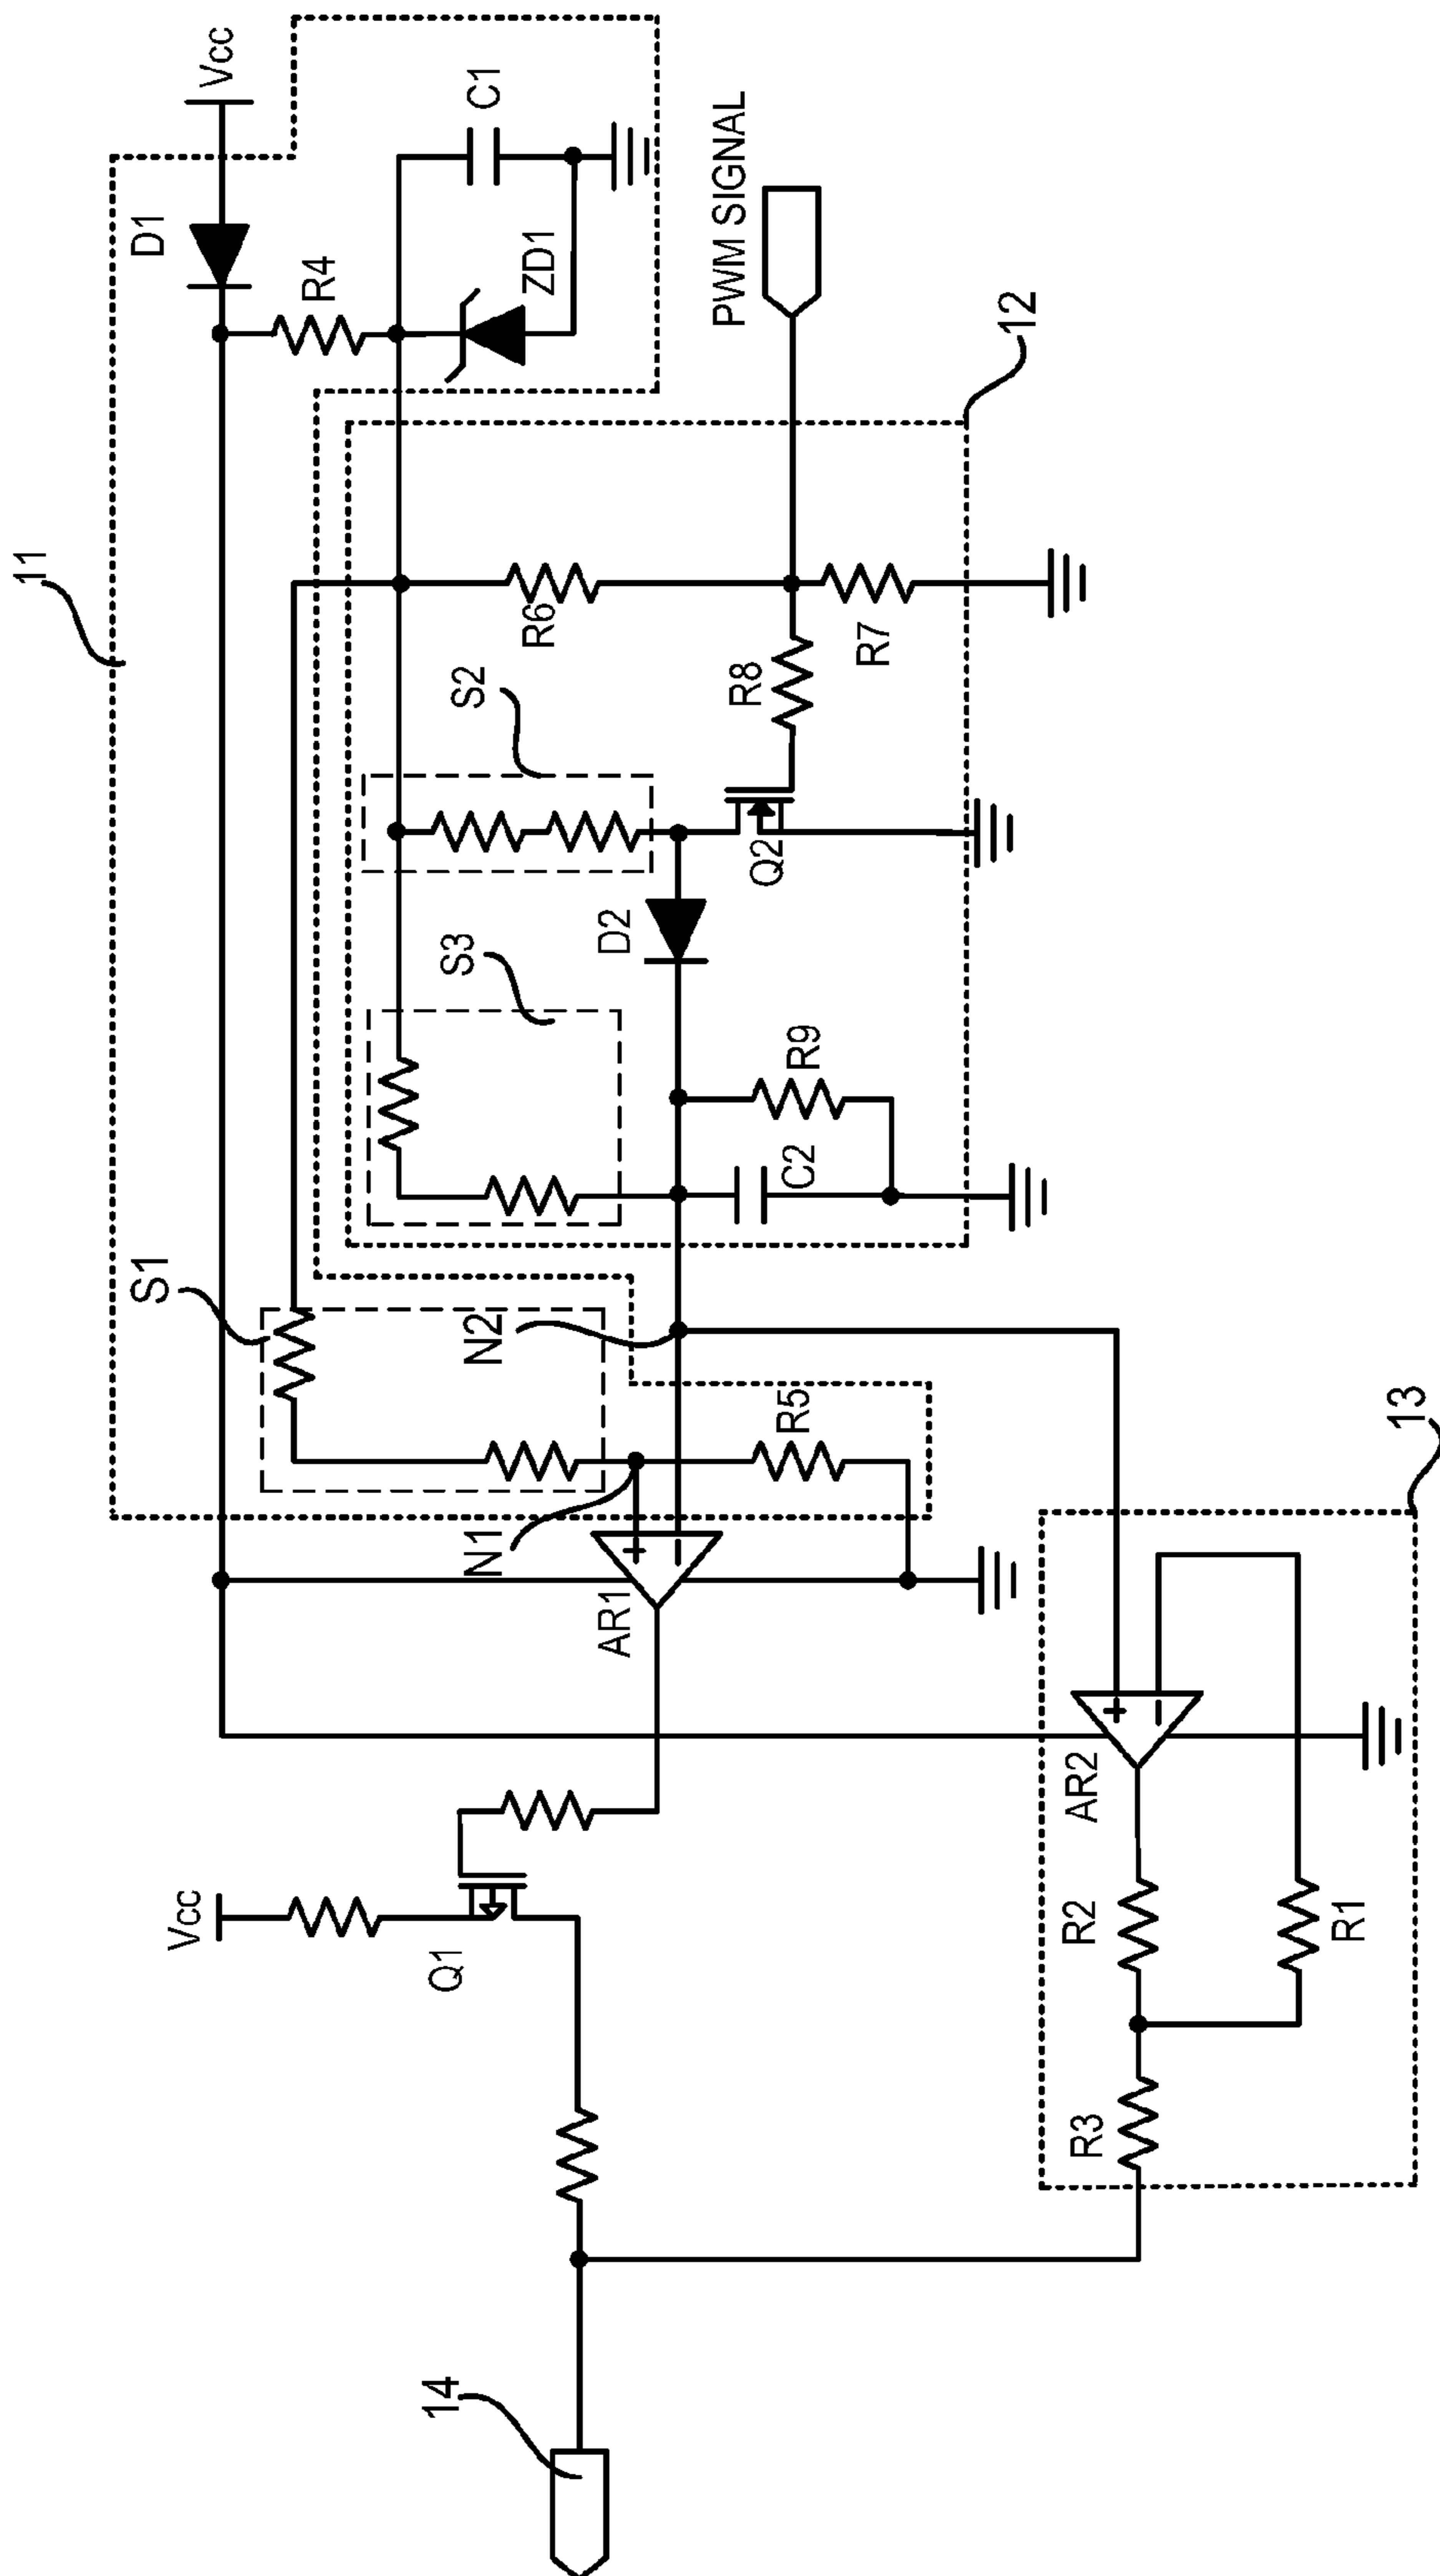 11
Vcc
D1
R4
C1
ZD1
PWM SIGNAL
12
R6
R7
R8
S2
Q2
D2
S3
R9
C2
S1
N2
R5
N1
AR1
13
Vcc
Q1
AR2
R2
R1
R3
14